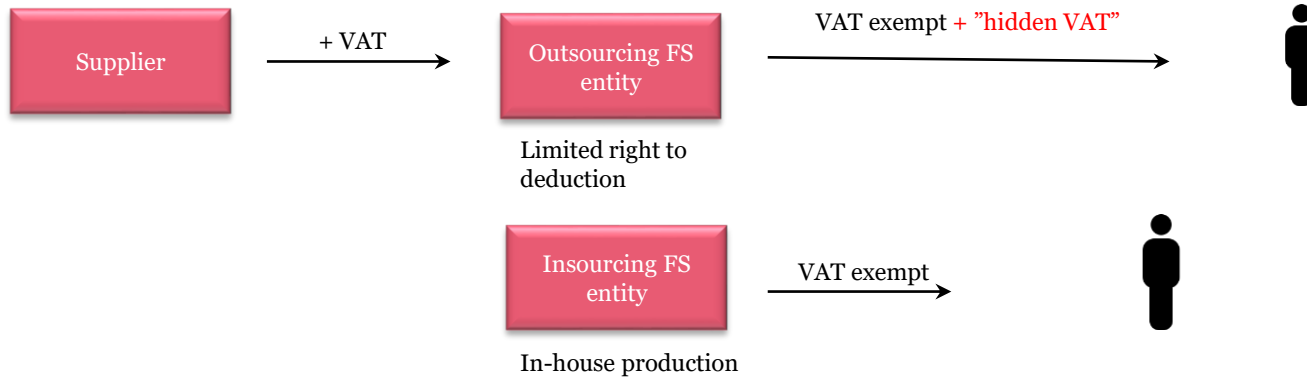 VAT exempt + ”hidden VAT”
+ VAT
Supplier
Outsourcing FS
entity
Limited right to
deduction
Insourcing FS
entity
VAT exempt
In-house production